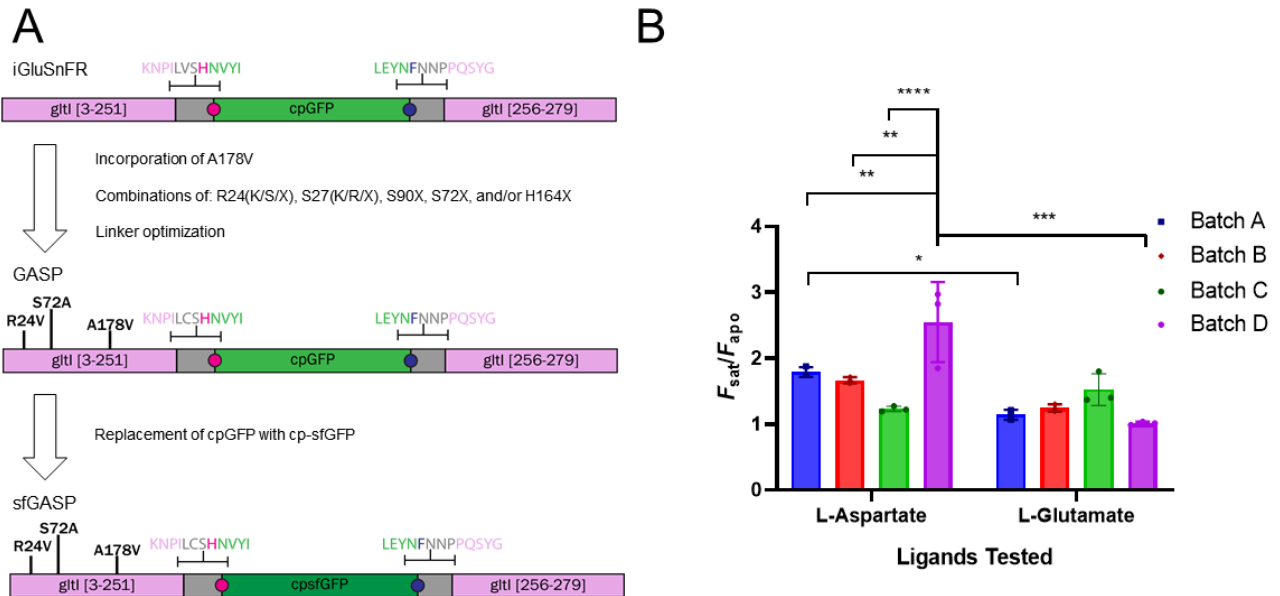 A
iGluSnFR
KNPILVSHNVYI
LEYNFNNPPQSYG
gltI [3-251]
cpGFP
gltI [256-279]
Incorporation of A178V
Combinations of: R24(K/S/X), S27(K/R/X), S90X, S72X, and/or H164X
Linker optimization
GASP
S72A
R24V
A178V
KNPILCSHNVYI
LEYNFNNPPQSYG
gltI [3-251]
cpGFP
gltI [256-279]
Replacement of cpGFP with cp-sfGFP
sfGASP
S72A
R24V
A178V
KNPILCSHNVYI
LEYNFNNPPQSYG
gltI [3-251]
cpsfGFP
gltI [256-279]
B
****
**
**
***
*
Batch A
Batch B
Batch C
Batch D
Fsat/Fapo
4
3
2
1
0
L-Aspartate
L-Glutamate
Ligands Tested